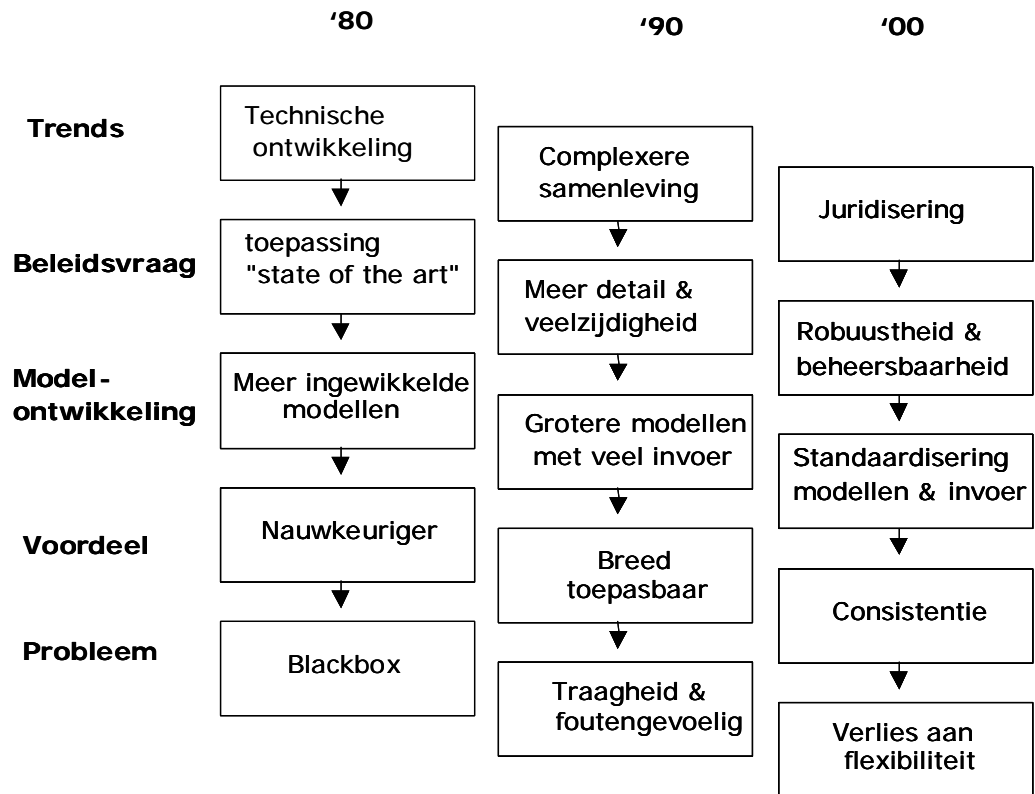 '80
'90
'00
Trends
Technische
ontwikkeling
Complexere
samenleving
Juridisering
Beleidsvraag
toepassing
"state of the art"
Meer detail &
veelzijdigheid
Robuustheid &
beheersbaarheid
Model-
ontwikkeling
Meer ingewikkelde
modellen
Grotere modellen
met veel invoer
Standaardisering
modellen & invoer
Voordeel
Nauwkeuriger
Breed
toepasbaar
Consistentie
Probleem
Blackbox
Traagheid &
foutengevoelig
Verlies aan
flexibiliteit